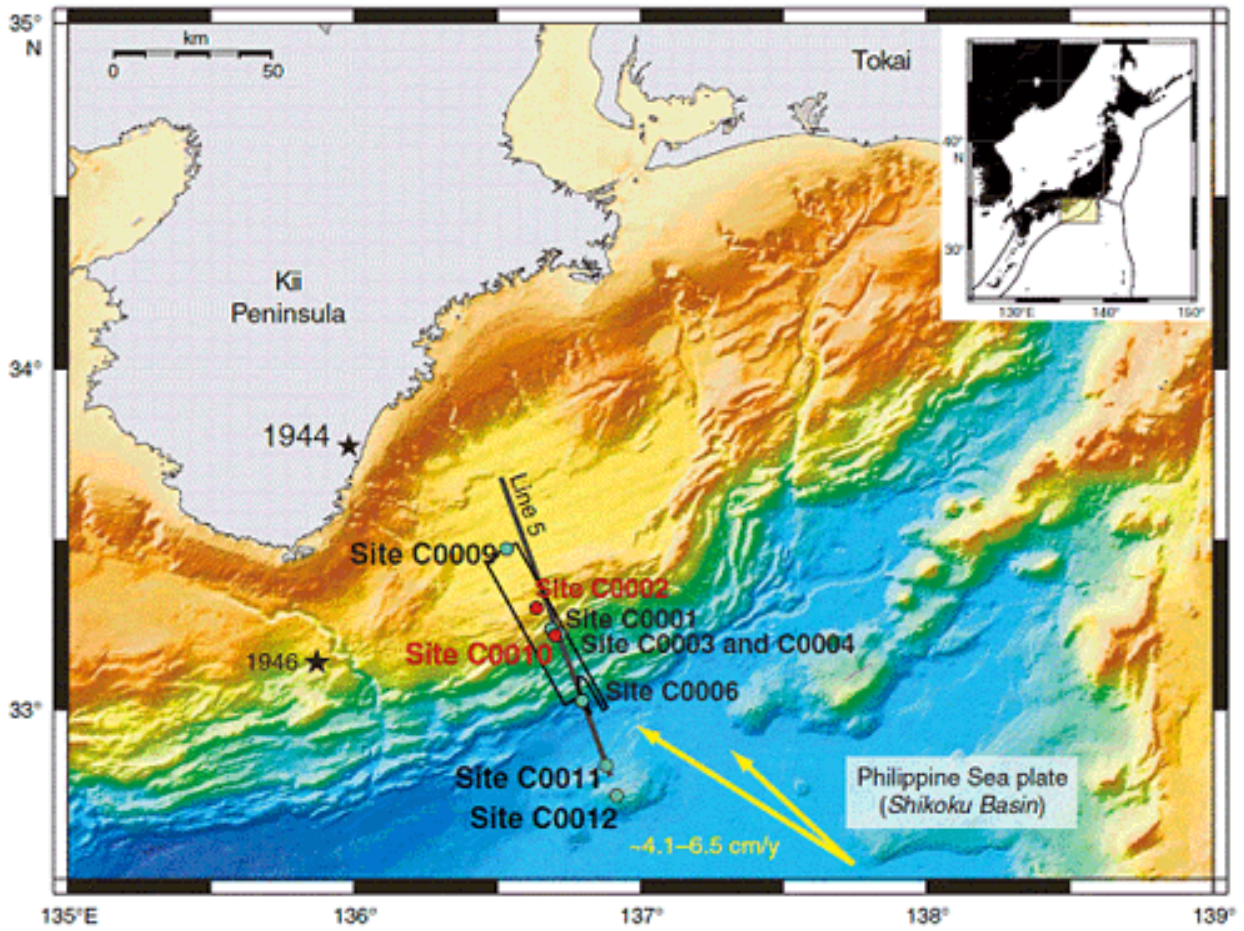 35°
N
km
0 50
Tokai
40°
N
30°
130°E 140° 150°
Kii
Peninsula
34°
1944
Line 5
Site C0009
Site C0002
Site C0001
Site C0003 and C0004
Site C0010
1946
Site C0006
33°
Site C0011
Philippine Sea plate
(Shikoku Basin)
Site C0012
~4.1–6.5 cm/y
135°E 136° 137° 138° 139°